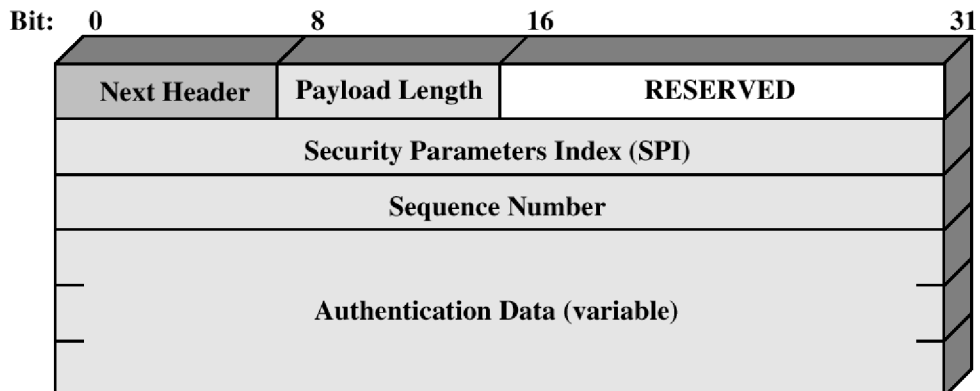 Bit: 0 8 16 31
Next Header Payload Length RESERVED
Security Parameters Index (SPI)
Sequence Number
Authentication Data (variable)